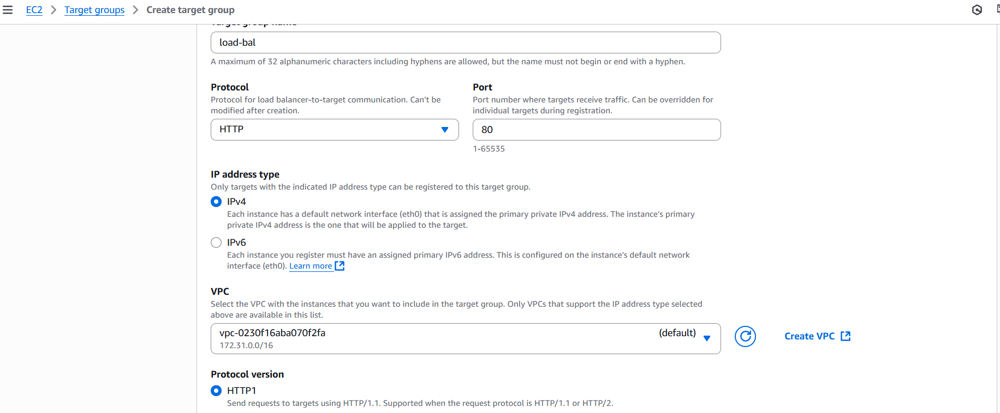 EC2 > Target groups > Create target group
Target group name
load-bal
A maximum of 32 alphanumeric characters including hyphens are allowed, but the name must not begin or end with a hyphen.
Protocol
Protocol for load balancer-to-target communication. Can't be
modified after creation.
HTTP
Port
Port number where targets receive traffic. Can be overridden for
individual targets during registration.
80
1-65535
IP address type
Only targets with the indicated IP address type can be registered to this target group.
IPv4
Each instance has a default network interface (eth0) that is assigned the primary private IPv4 address. The instance’s primary
private IPv4 address is the one that will be applied to the target.
IPv6
Each instance you register must have an assigned primary IPv6 address. This is configured on the instance’s default network
interface (eth0). Learn more
VPC
Select the VPC with the instances that you want to include in the target group. Only VPCs that support the IP address type selected
above are available in this list.
vpc-0230f16aba070f2fa (default)
172.31.0.0/16
Create VPC
Protocol version
HTTP1
Send requests to targets using HTTP/1.1. Supported when the request protocol is HTTP/1.1 or HTTP/2.